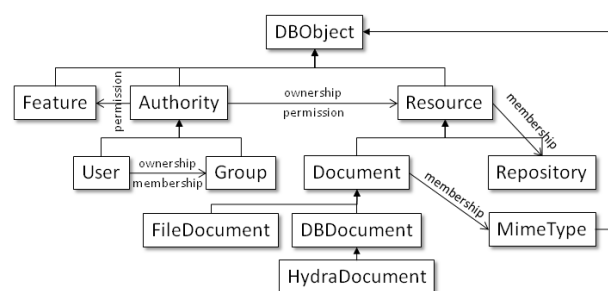 DBObject
Feature
permission
Authority
ownership
permission
Resource
membership
User
ownership
membership
Group
Document
membership
Repository
FileDocument
DBDocument
MimeType
HydraDocument